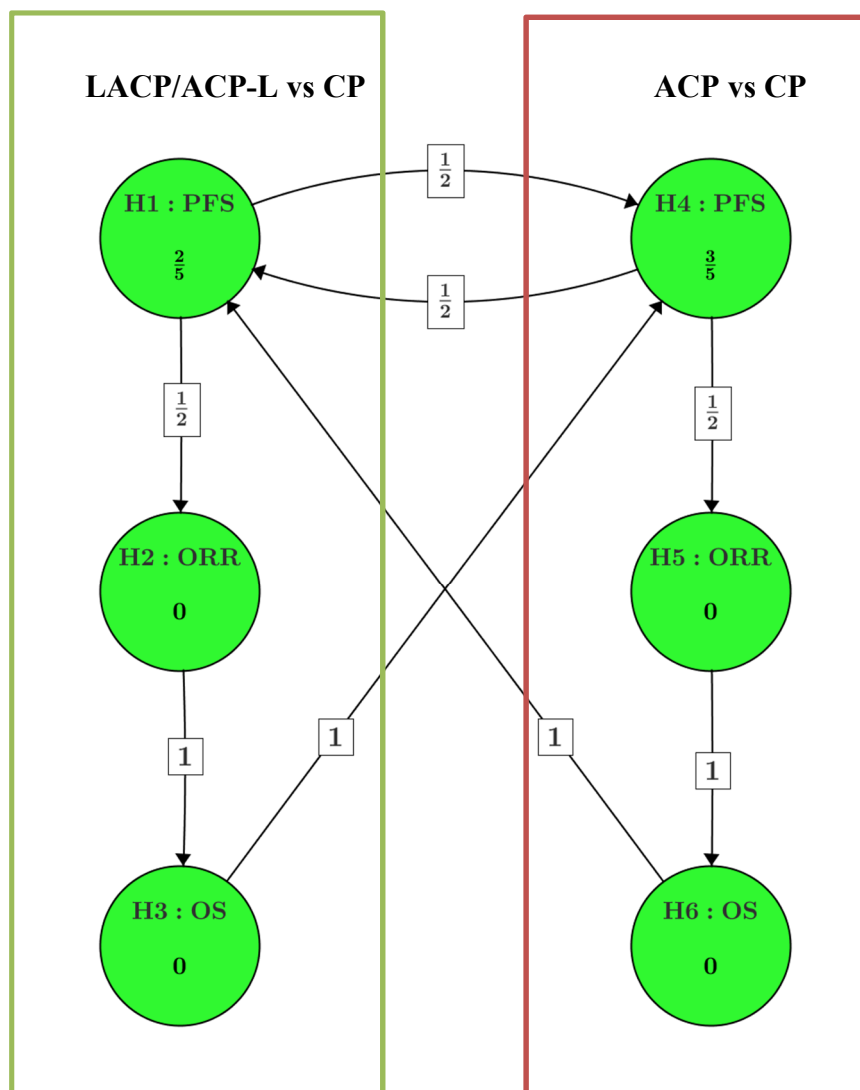 LACP/ACP-L vs CP
ACP vs CP
1/2
H1 : PFS
2/5
H4 : PFS
3/5
1/2
1/2
1/2
H2 : ORR
0
H5 : ORR
0
1
1
1
1
H3 : OS
0
H6 : OS
0